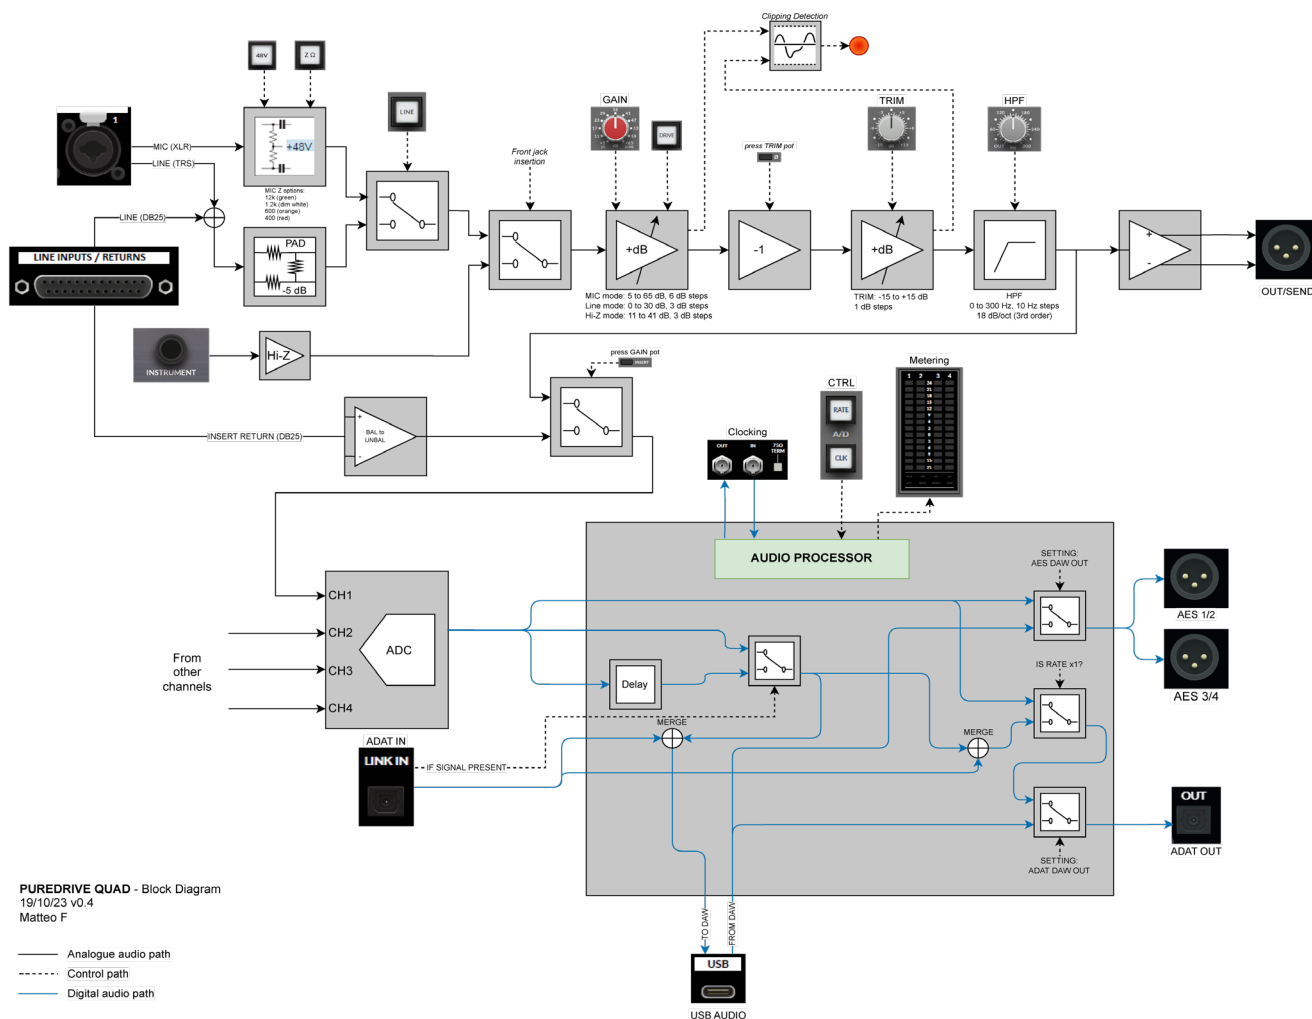 Clipping Detection
48V
Z Ω
LINE
GAIN
DRIVE
TRIM
HPF
press TRIM pot
Ø
1
MIC (XLR)
LINE (TRS)
+48V
MIC Z options:
12k (green)
1.2k (dim white)
600 (orange)
400 (red)
Front jack
insertion
LINE (DB25)
PAD
-5 dB
LINE INPUTS / RETURNS
+dB
-1
+dB
+
-
OUT/SEND
MIC mode: 5 to 65 dB, 6 dB steps
Line mode: 0 to 30 dB, 3 dB steps
Hi-Z mode: 11 to 41 dB, 3 dB steps
TRIM: -15 to +15 dB
1 dB steps
HPF
0 to 300 Hz, 10 Hz steps
18 dB/oct (3rd order)
INSTRUMENT
Hi-Z
press GAIN pot
INSERT
Metering
1 2 3 4
CTRL
RATE
A/D
CLK
INSERT RETURN (DB25)
+
BAL to
UNBAL
-
Clocking
OUT
IN
75Ω
TERM
AUDIO PROCESSOR
SETTING:
AES DAW OUT
AES 1/2
CH1
CH2
CH3
CH4
ADC
From
other
channels
Delay
IS RATE x1?
AES 3/4
MERGE
MERGE
ADAT IN
LINK IN
IF SIGNAL PRESENT
OUT
ADAT OUT
SETTING:
ADAT DAW OUT
PUREDRIVE QUAD - Block Diagram
19/10/23 v0.4
Matteo F
TO DAW
FROM DAW
Analogue audio path
Control path
Digital audio path
USB
USB AUDIO